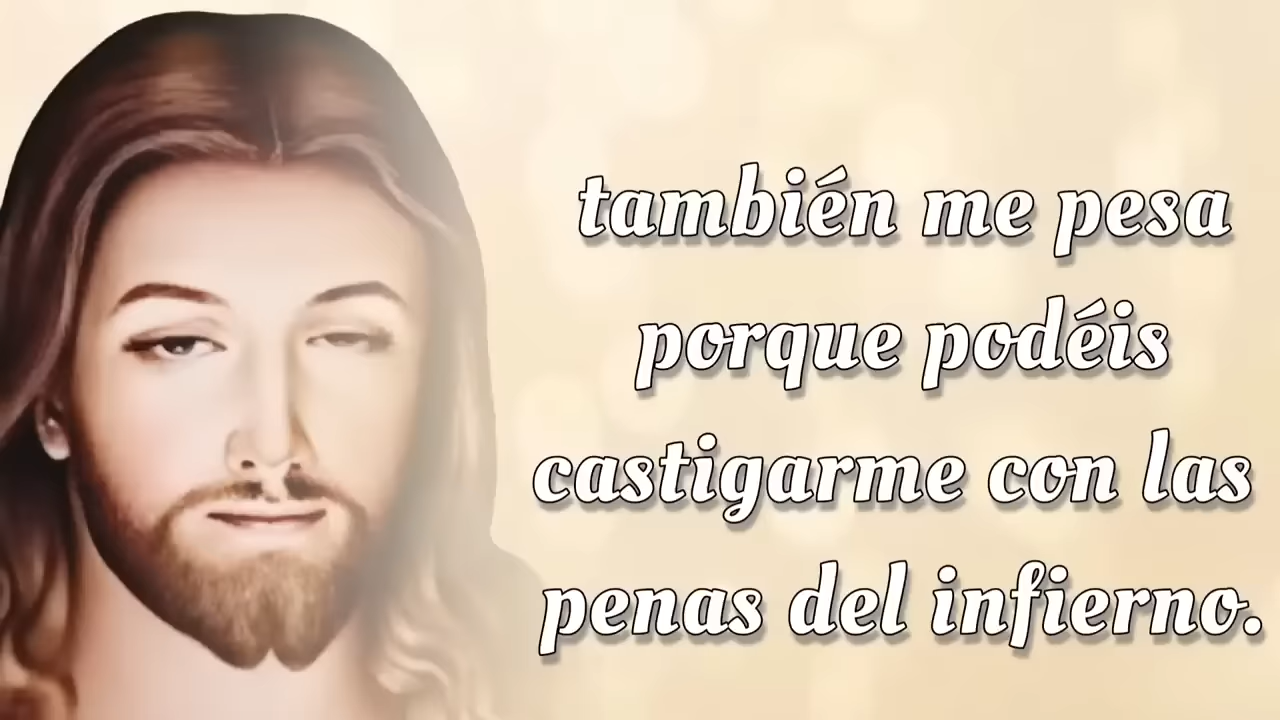 también me pesa
porque podéis
castigarme con las
penas del infierno.